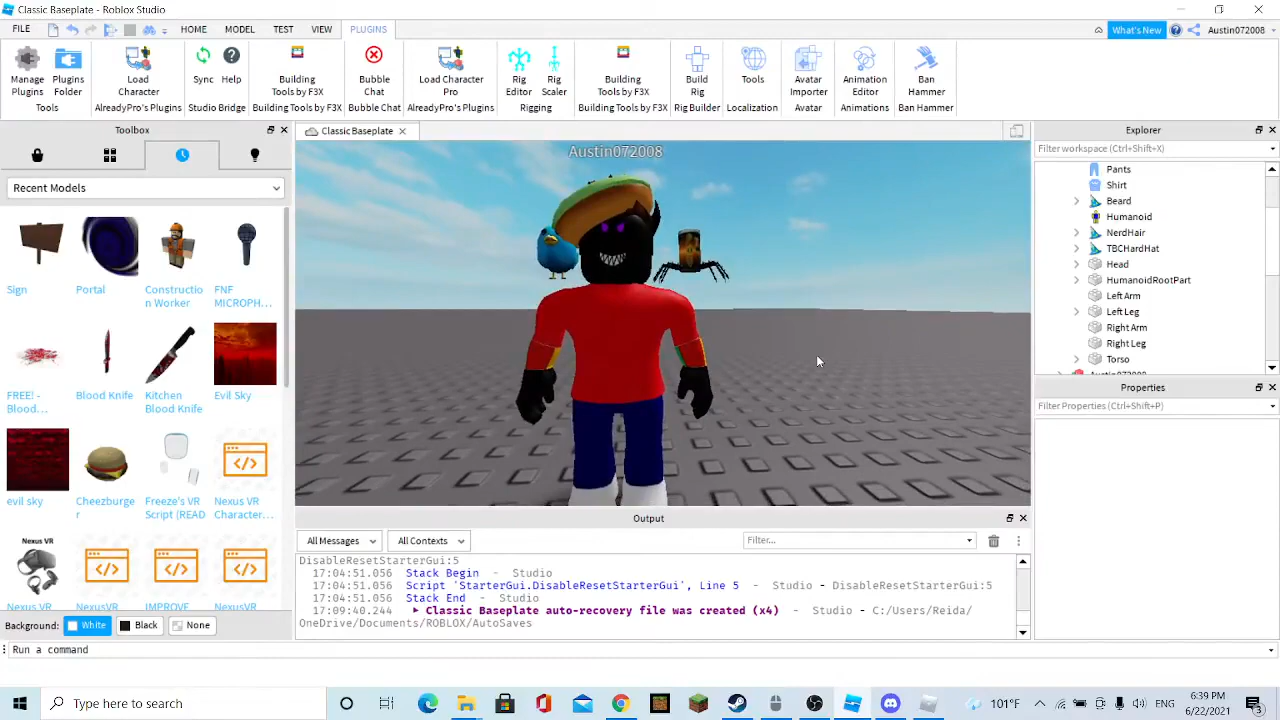 Classic Baseplate - Roblox Studio
FILE HOME MODEL TEST VIEW PLUGINS What's New Austin072008
Manage Plugins
Plugins Folder
Tools
Load Character
AlreadyPro's Plugins
Sync Help
Studio Bridge
Building Tools by F3X
Building Tools by F3X
Bubble Chat
Bubble Chat
Load Character Pro
AlreadyPro's Plugins
Rig Editor
Rig Scaler
Rigging
Building Tools by F3X
Building Tools by F3X
Build Rig
Rig Builder
Tools
Localization
Avatar Importer
Avatar
Animation Editor
Animations
Ban Hammer
Ban Hammer
Toolbox
Recent Models
Sign
Portal
Constructio
n Worker
FNF
MICROPH...
FREE! -
Blood...
Blood Knife
Kitchen
Blood Knife
Evil Sky
evil sky
Cheezburge
r
Freeze's VR
Script (READ
Nexus VR
Character...
Nexus VR
Nexus VR
NexusVR
IMPROVE
NexusVR
Background: White Black None
Classic Baseplate
Austin072008
Output
All Messages All Contexts Filter...
DisableResetStarterGui:5
17:04:51.056 Stack Begin - Studio
17:04:51.056 Script 'StarterGui.DisableResetStarterGui', Line 5 - Studio - DisableResetStarterGui:5
17:04:51.056 Stack End - Studio
17:09:40.244 Classic Baseplate auto-recovery file was created (x4) - Studio - C:/Users/Reida/
OneDrive/Documents/ROBLOX/AutoSaves
Explorer
Filter workspace (Ctrl+Shift+X)
Pants
Shirt
Beard
Humanoid
NerdHair
TBCHardHat
Head
HumanoidRootPart
Left Arm
Left Leg
Right Arm
Right Leg
Torso
Austin072008
Properties
Filter Properties (Ctrl+Shift+P)
Run a command
Type here to search
101°F
6:39 PM
6/22/2021
3